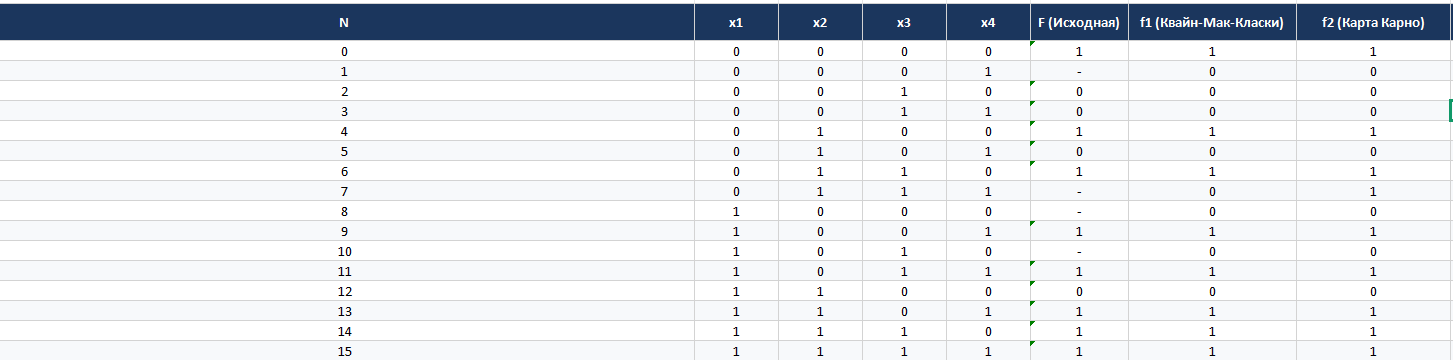 N x1 x2 x3 x4 F (Исходная) f1 (Квайн-Мак-Класки) f2 (Карта Карно)
0 0 0 0 0 1 1 1
1 0 0 0 1 - 0 0
2 0 0 1 0 0 0 0
3 0 0 1 1 0 0 0
4 0 1 0 0 1 1 1
5 0 1 0 1 0 0 0
6 0 1 1 0 1 1 1
7 0 1 1 1 - 0 1
8 1 0 0 0 - 0 0
9 1 0 0 1 1 1 1
10 1 0 1 0 - 0 0
11 1 0 1 1 1 1 1
12 1 1 0 0 0 0 0
13 1 1 0 1 1 1 1
14 1 1 1 0 1 1 1
15 1 1 1 1 1 1 1